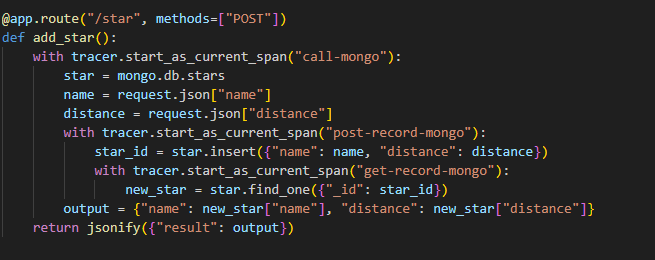 @app.route("/star", methods=["POST"])
def add_star():
    with tracer.start_as_current_span("call-mongo"):
        star = mongo.db.stars
        name = request.json["name"]
        distance = request.json["distance"]
        with tracer.start_as_current_span("post-record-mongo"):
            star_id = star.insert({"name": name, "distance": distance})
            with tracer.start_as_current_span("get-record-mongo"):
                new_star = star.find_one({"_id": star_id})
        output = {"name": new_star["name"], "distance": new_star["distance"]}
    return jsonify({"result": output})